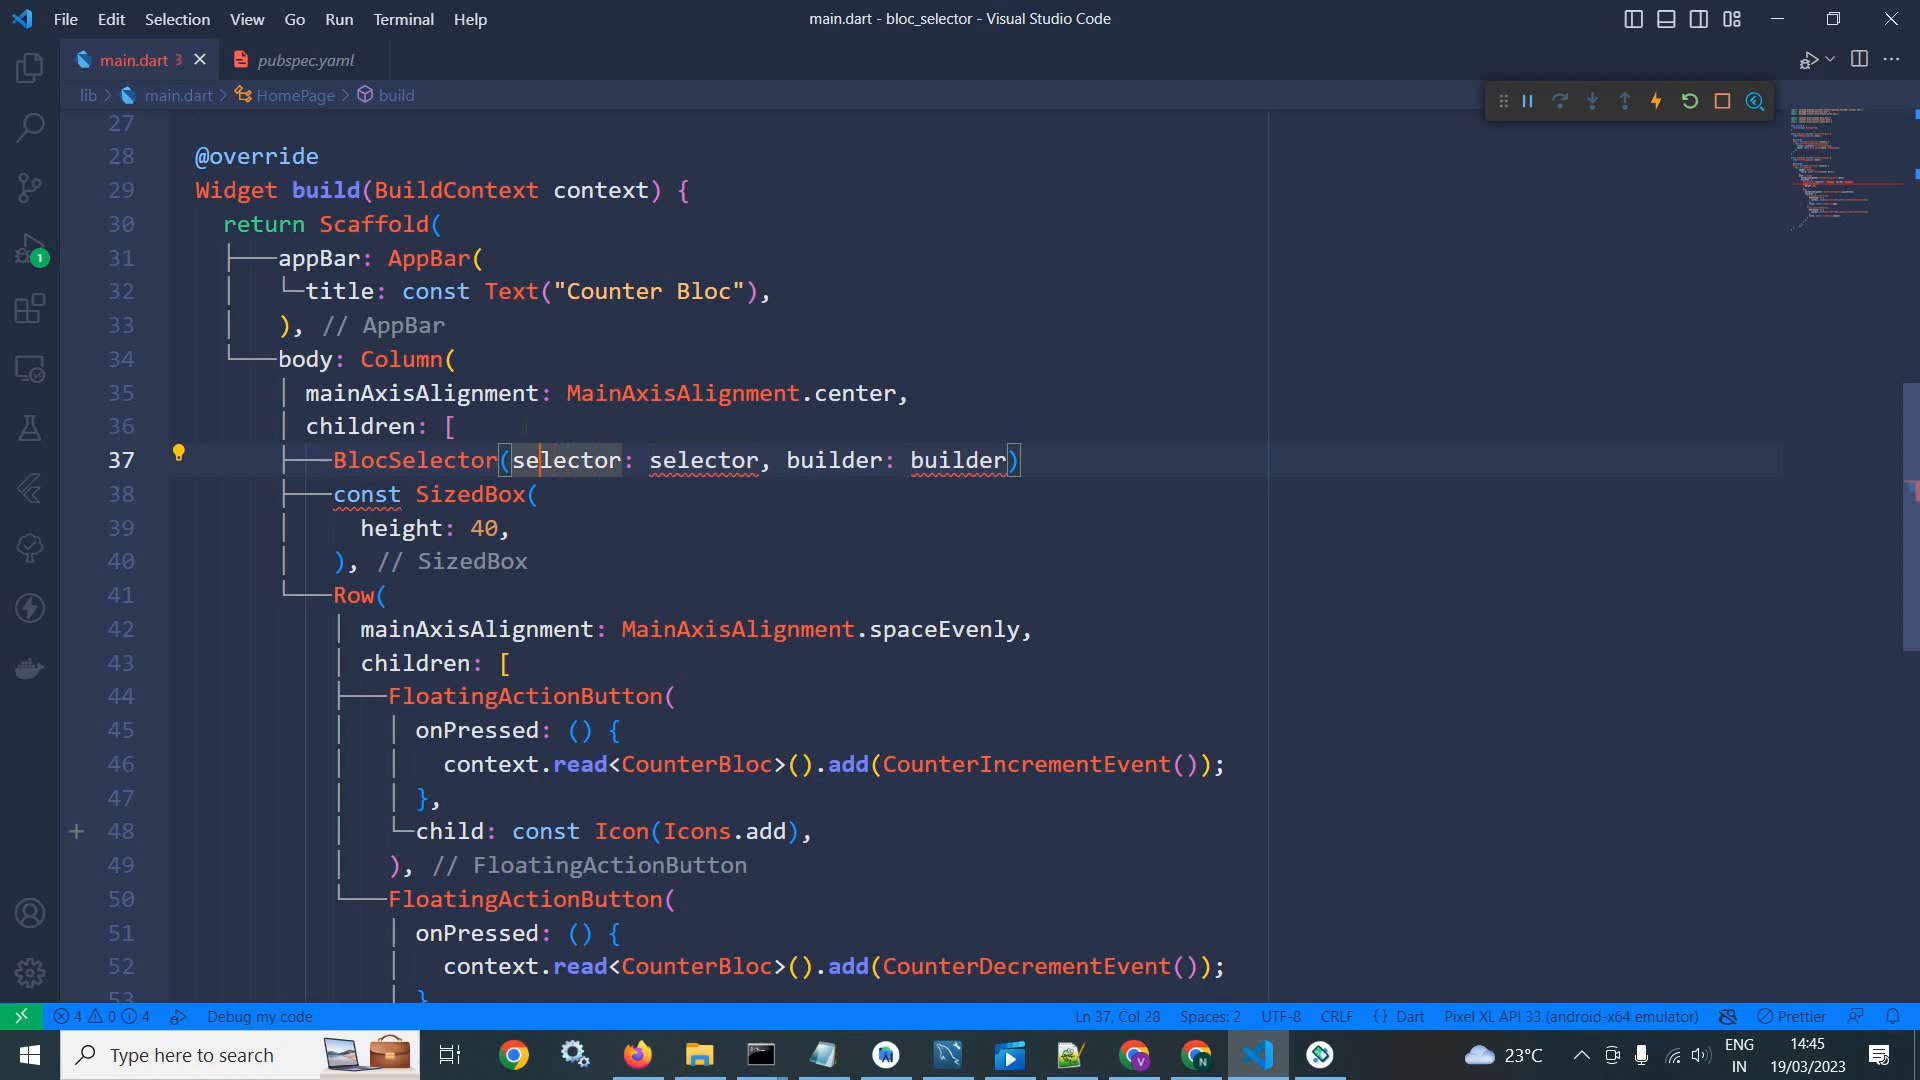 File Edit Selection View Go Run Terminal Help
main.dart - bloc_selector - Visual Studio Code
main.dart 3
pubspec.yaml
lib > main.dart > HomePage > build
27
28 @override
29 Widget build(BuildContext context) {
30 return Scaffold(
31 appBar: AppBar(
32 title: const Text("Counter Bloc"),
33 ), // AppBar
34 body: Column(
35 mainAxisAlignment: MainAxisAlignment.center,
36 children: [
37 BlocSelector(selector: selector, builder: builder)
38 const SizedBox(
39 height: 40,
40 ), // SizedBox
41 Row(
42 mainAxisAlignment: MainAxisAlignment.spaceEvenly,
43 children: [
44 FloatingActionButton(
45 onPressed: () {
46 context.read<CounterBloc>().add(CounterIncrementEvent());
47 },
48 child: const Icon(Icons.add),
49 ), // FloatingActionButton
50 FloatingActionButton(
51 onPressed: () {
52 context.read<CounterBloc>().add(CounterDecrementEvent());
53 }
1
4 0 4 Debug my code
Ln 37, Col 28 Spaces: 2 UTF-8 CRLF {} Dart Pixel XL API 33 (android-x64 emulator) Prettier
Type here to search
23°C
ENG
IN
14:45
19/03/2023